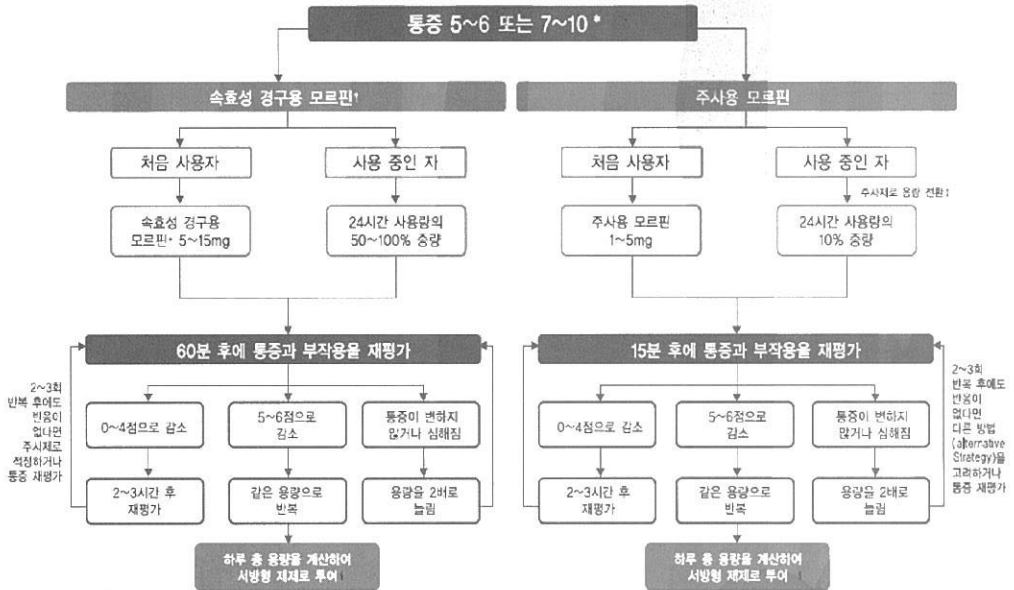 통증 5~6 또는 7~10 *
속효성 경구용 모르핀†
주사용 모르핀
처음 사용자
사용 중인 자
처음 사용자
사용 중인 자
주사제로 용량 전환‡
속효성 경구용
모르핀* 5~15mg
24시간 사용량의
50~100% 증량
주사용 모르핀
1~5mg
24시간 사용량의
10% 증량
60분 후에 통증과 부작용을 재평가
15분 후에 통증과 부작용을 재평가
2~3회
반복 후에도
반응이
없다면
주시제로
적정하거나
통증 재평가
0~4점으로 감소
5~6점으로
감소
통증이 변하지
않거나 심해짐
0~4점으로 감소
5~6점으로
감소
통증이 변하지
않거나 심해짐
2~3회
반복 후에도
반응이
없다면
다른 방법
(alternative
Strategy)을
고려하거나
통증 재평가
2~3시간 후
재평가
같은 용량으로
반복
용량을 2배로
늘림
2~3시간 후
재평가
같은 용량으로
반복
용량을 2배로
늘림
하루 총 용량을 계산하여
서방형 재제로 투여
하루 총 용량을 계산하여
서방형 재제로 투여